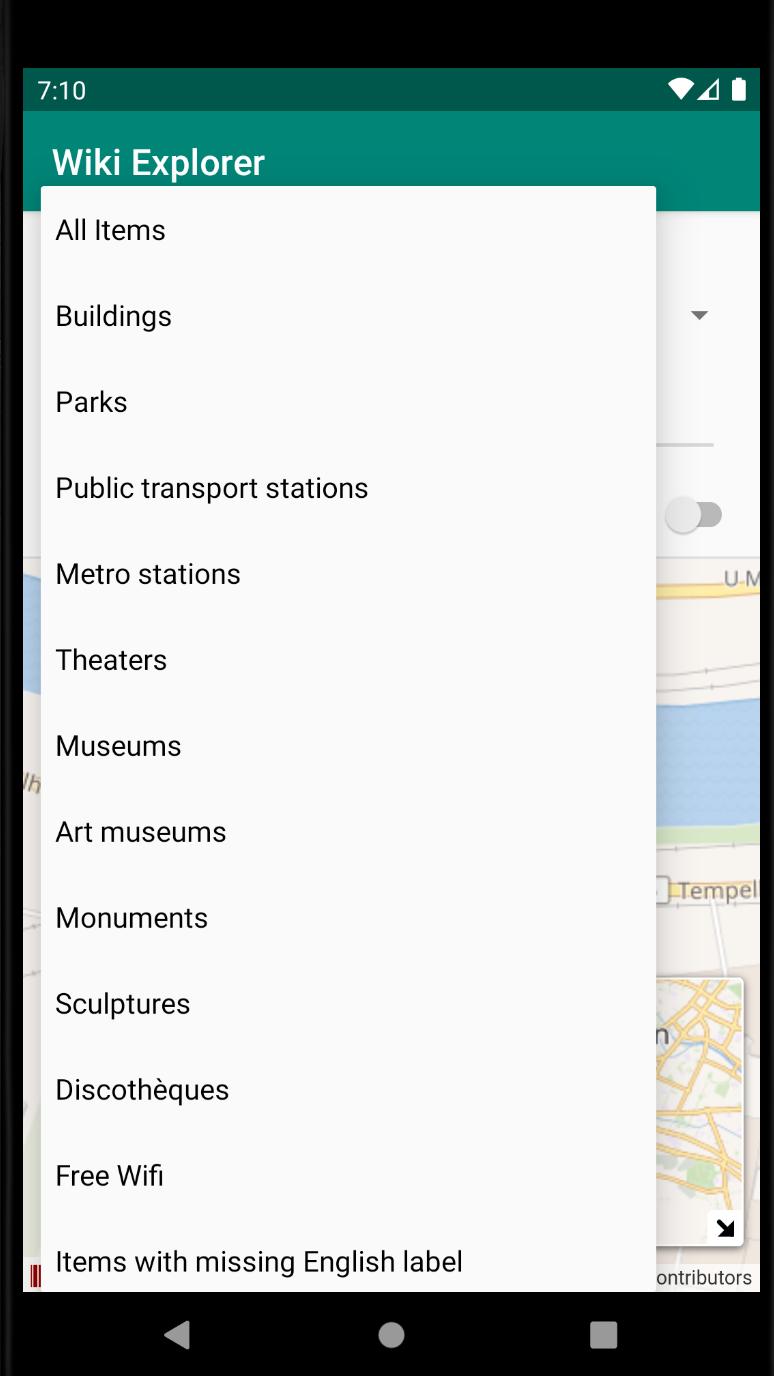 7:10
Wiki Explorer
All Items
Buildings
Parks
Public transport stations
Metro stations
Theaters
Museums
Art museums
Monuments
Sculptures
Discothèques
Free Wifi
Items with missing English label
U M
lh
Tempel
n
ontributors